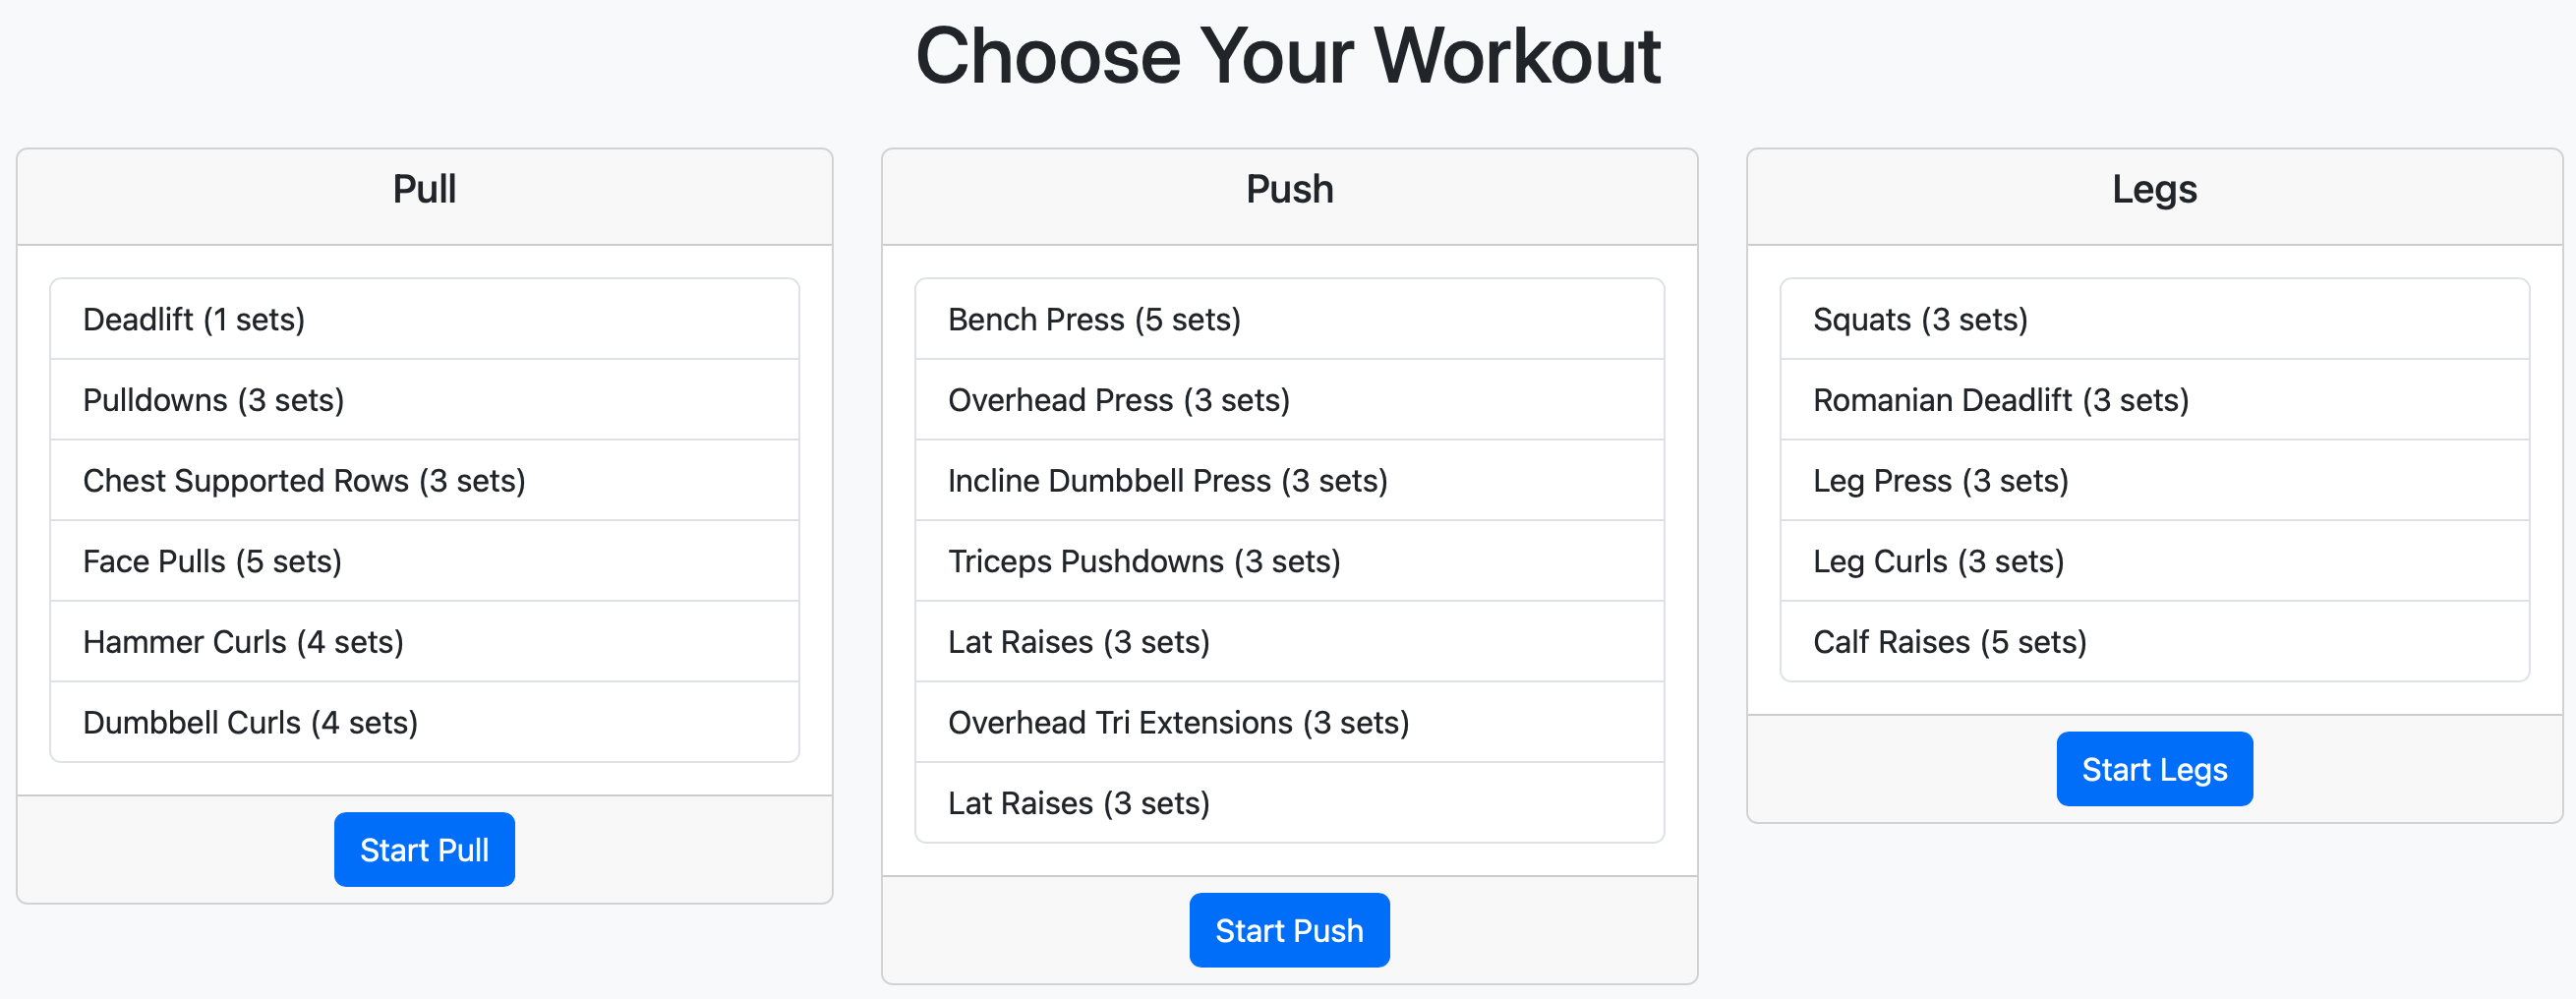 Choose Your Workout
Pull
Deadlift (1 sets)
Pulldowns (3 sets)
Chest Supported Rows (3 sets)
Face Pulls (5 sets)
Hammer Curls (4 sets)
Dumbbell Curls (4 sets)
Start Pull
Push
Bench Press (5 sets)
Overhead Press (3 sets)
Incline Dumbbell Press (3 sets)
Triceps Pushdowns (3 sets)
Lat Raises (3 sets)
Overhead Tri Extensions (3 sets)
Lat Raises (3 sets)
Start Push
Legs
Squats (3 sets)
Romanian Deadlift (3 sets)
Leg Press (3 sets)
Leg Curls (3 sets)
Calf Raises (5 sets)
Start Legs